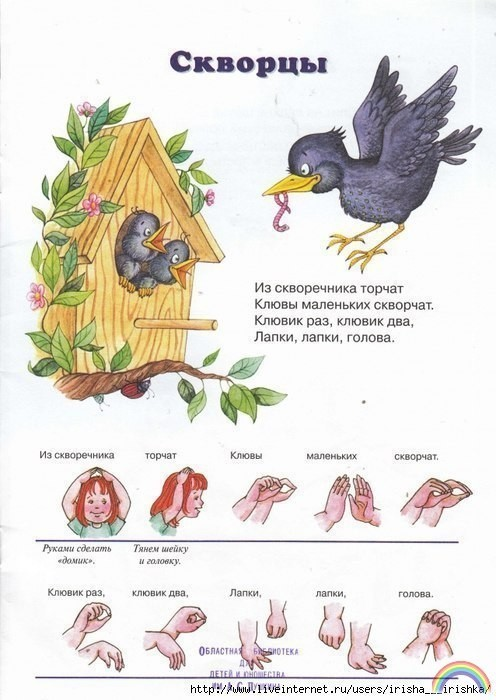 Скворцы
Из скворечника торчат
Клювы маленьких скворчат.
Клювик раз, клювик два,
Лапки, лапки, голова.
Из скворечника торчат Клювы маленьких скворчат.
Руками сделать «домик».
Тянем шейку и головку.
Клювик раз, клювик два, Лапки, лапки, голова.
Областная библиотека
для
детей и юношества
им. А. С. Пушкина
http://www.liveinternet.ru/users/irisha__irishka/